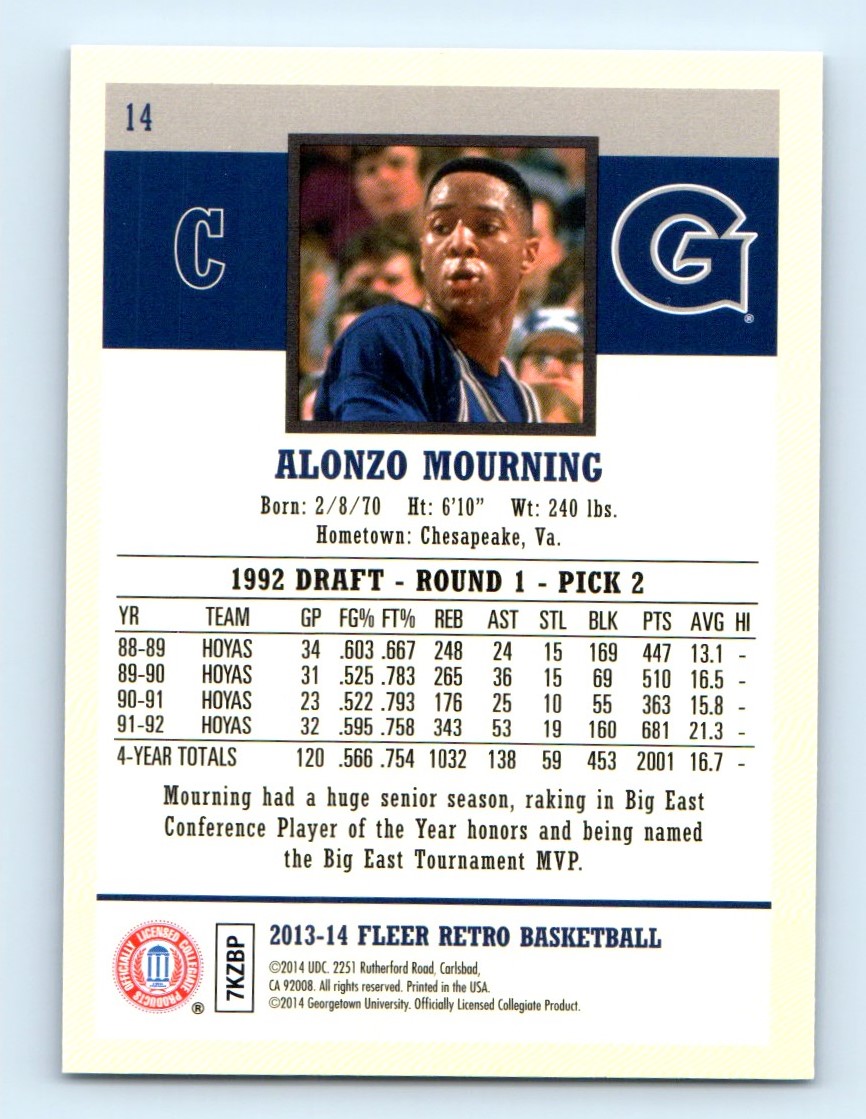 14
C
G
®
ALONZO MOURNING
Born: 2/8/70 Ht: 6'10" Wt: 240 lbs.
Hometown: Chesapeake, Va.
1992 DRAFT - ROUND 1 - PICK 2
YR TEAM GP FG% FT% REB AST STL BLK PTS AVG HI
88-89 HOYAS 34 .603 .667 248 24 15 169 447 13.1 -
89-90 HOYAS 31 .525 .783 265 36 15 69 510 16.5 -
90-91 HOYAS 23 .522 .793 176 25 10 55 363 15.8 -
91-92 HOYAS 32 .595 .758 343 53 19 160 681 21.3 -
4-YEAR TOTALS 120 .566 .754 1032 138 59 453 2001 16.7 -
Mourning had a huge senior season, raking in Big East
Conference Player of the Year honors and being named
the Big East Tournament MVP.
OFFICIALLY LICENSED COLLEGIATE PRODUCTS
®
7KZBP
2013-14 FLEER RETRO BASKETBALL
©2014 UDC. 2251 Rutherford Road, Carlsbad,
CA 92008. All rights reserved. Printed in the USA.
©2014 Georgetown University. Officially Licensed Collegiate Product.